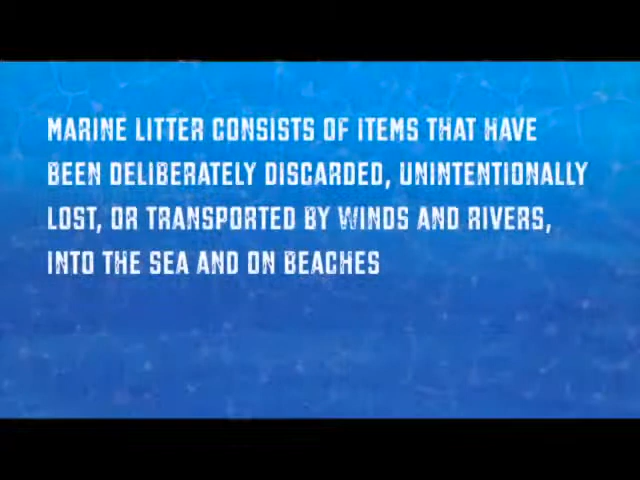 MARINE LITTER CONSISTS OF ITEMS THAT HAVE
BEEN DELIBERATELY DISCARDED, UNINTENTIONALLY
LOST, OR TRANSPORTED BY WINDS AND RIVERS,
INTO THE SEA AND ON BEACHES